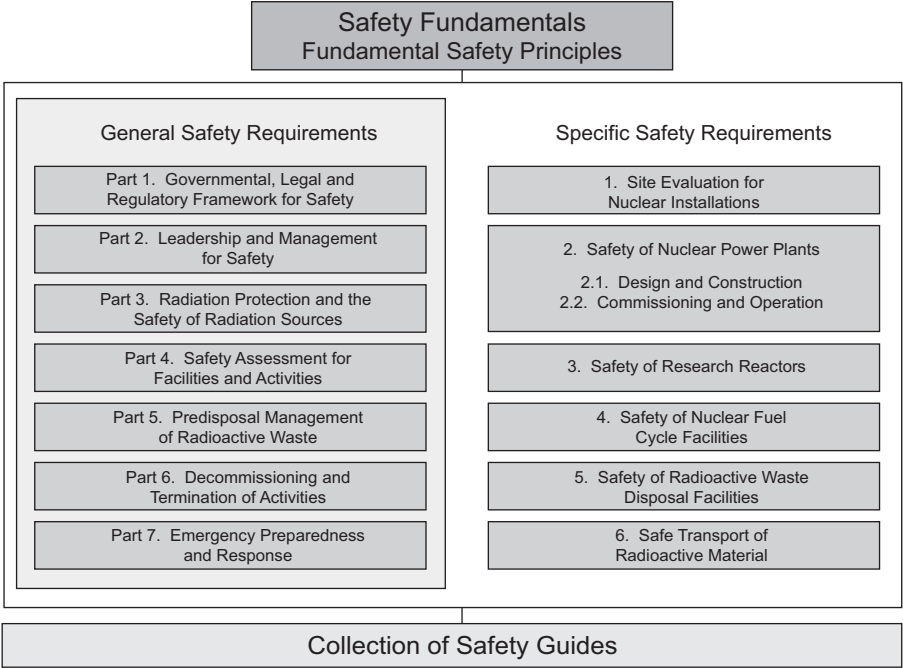 Safety Fundamentals
Fundamental Safety Principles
General Safety Requirements
Part 1. Governmental, Legal and
Regulatory Framework for Safety
Part 2. Leadership and Management
for Safety
Part 3. Radiation Protection and the
Safety of Radiation Sources
Part 4. Safety Assessment for
Facilities and Activities
Part 5. Predisposal Management
of Radioactive Waste
Part 6. Decommissioning and
Termination of Activities
Part 7. Emergency Preparedness
and Response
Specific Safety Requirements
1. Site Evaluation for
Nuclear Installations
2. Safety of Nuclear Power Plants
2.1. Design and Construction
2.2. Commissioning and Operation
3. Safety of Research Reactors
4. Safety of Nuclear Fuel
Cycle Facilities
5. Safety of Radioactive Waste
Disposal Facilities
6. Safe Transport of
Radioactive Material
Collection of Safety Guides